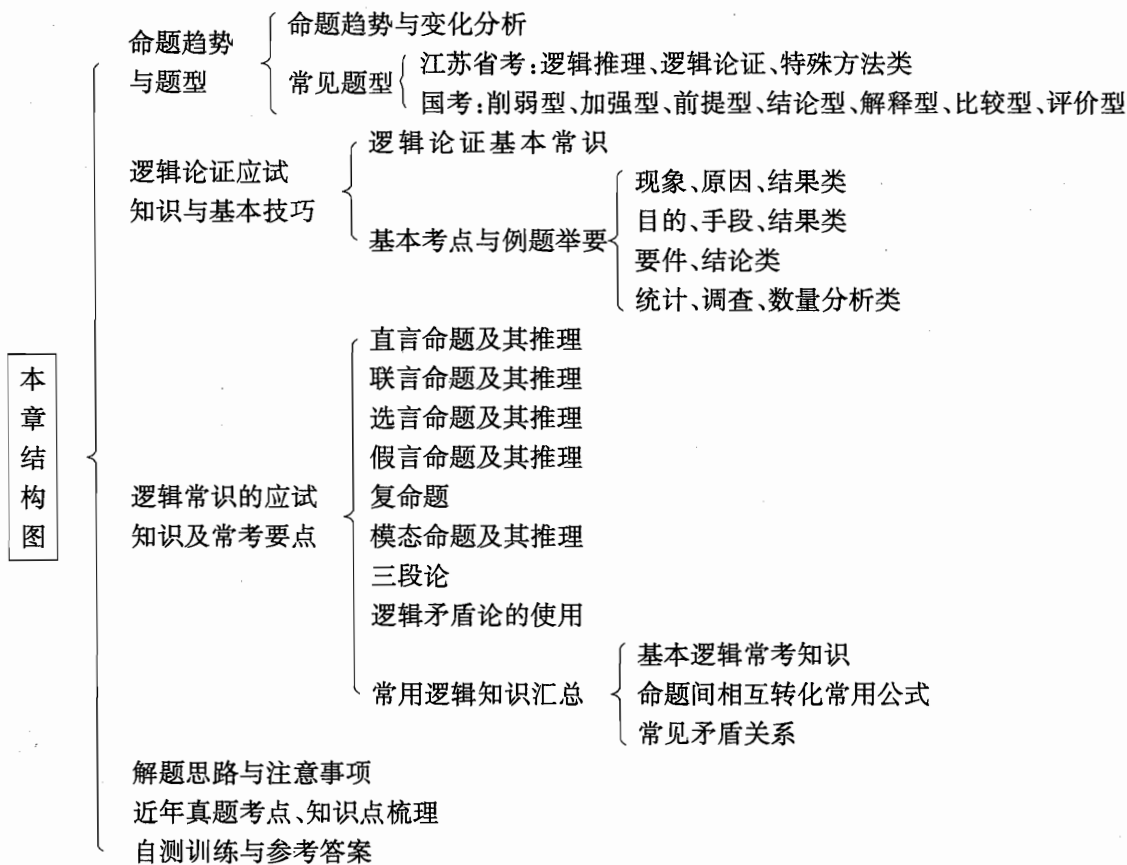 本章结构图
命题趋势
与题型
命题趋势与变化分析
常见题型
江苏省考:逻辑推理、逻辑论证、特殊方法类
国考:削弱型、加强型、前提型、结论型、解释型、比较型、评价型
逻辑论证应试
知识与基本技巧
逻辑论证基本常识
基本考点与例题举要
现象、原因、结果类
目的、手段、结果类
要件、结论类
统计、调查、数量分析类
逻辑常识的应试
知识及常考要点
直言命题及其推理
联言命题及其推理
选言命题及其推理
假言命题及其推理
复命题
模态命题及其推理
三段论
逻辑矛盾论的使用
常用逻辑知识汇总
基本逻辑常考知识
命题间相互转化常用公式
常见矛盾关系
解题思路与注意事项
近年真题考点、知识点梳理
自测训练与参考答案